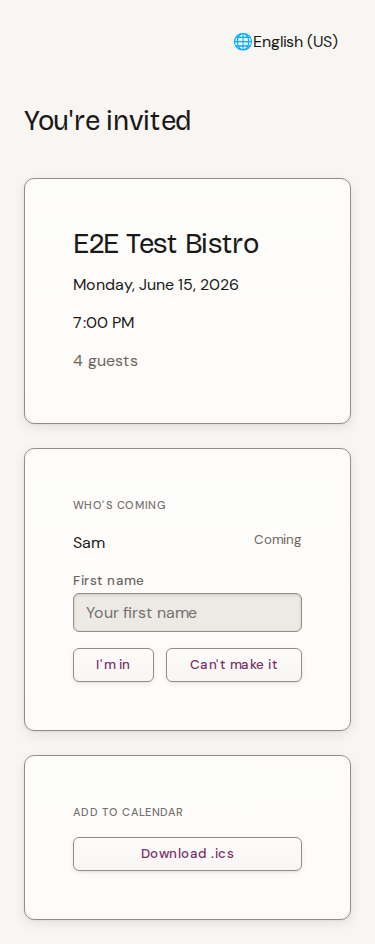 🌐English (US)
You're invited
E2E Test Bistro
Monday, June 15, 2026
7:00 PM
4 guests
WHO'S COMING
Sam Coming
First name
Your first name
I'm in Can't make it
ADD TO CALENDAR
Download .ics